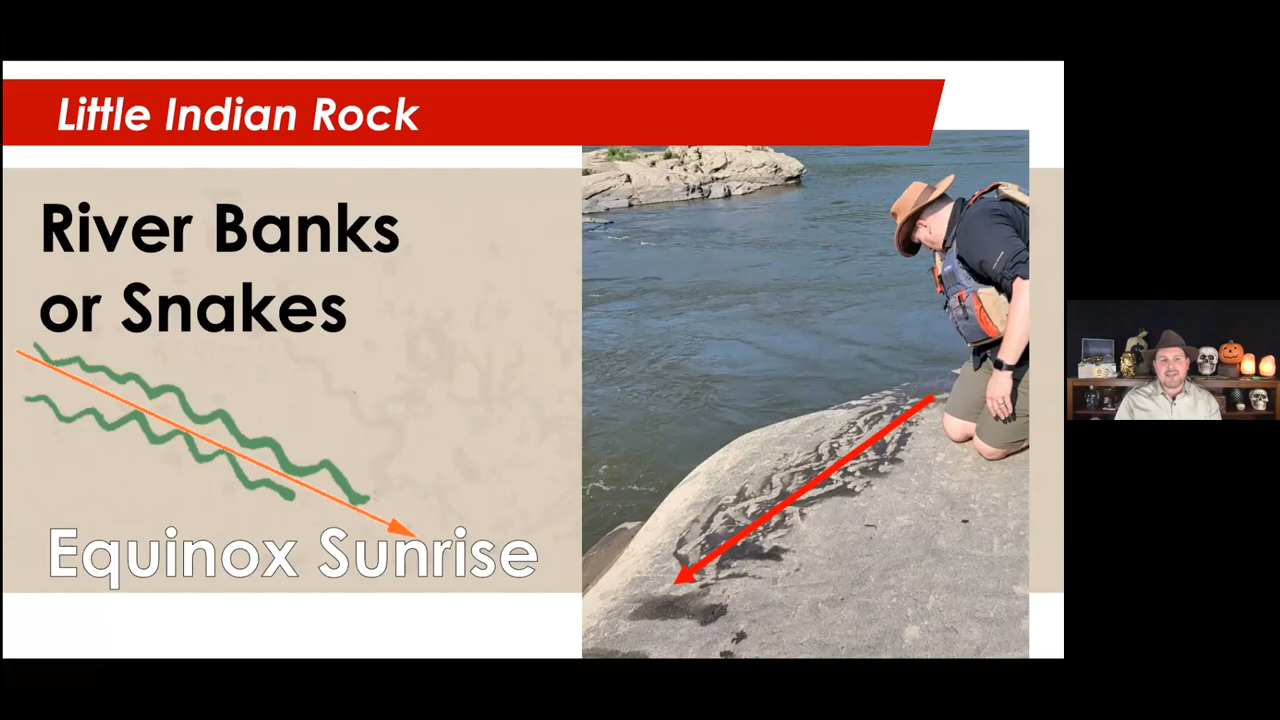 Little Indian Rock
River Banks
or Snakes
Equinox Sunrise